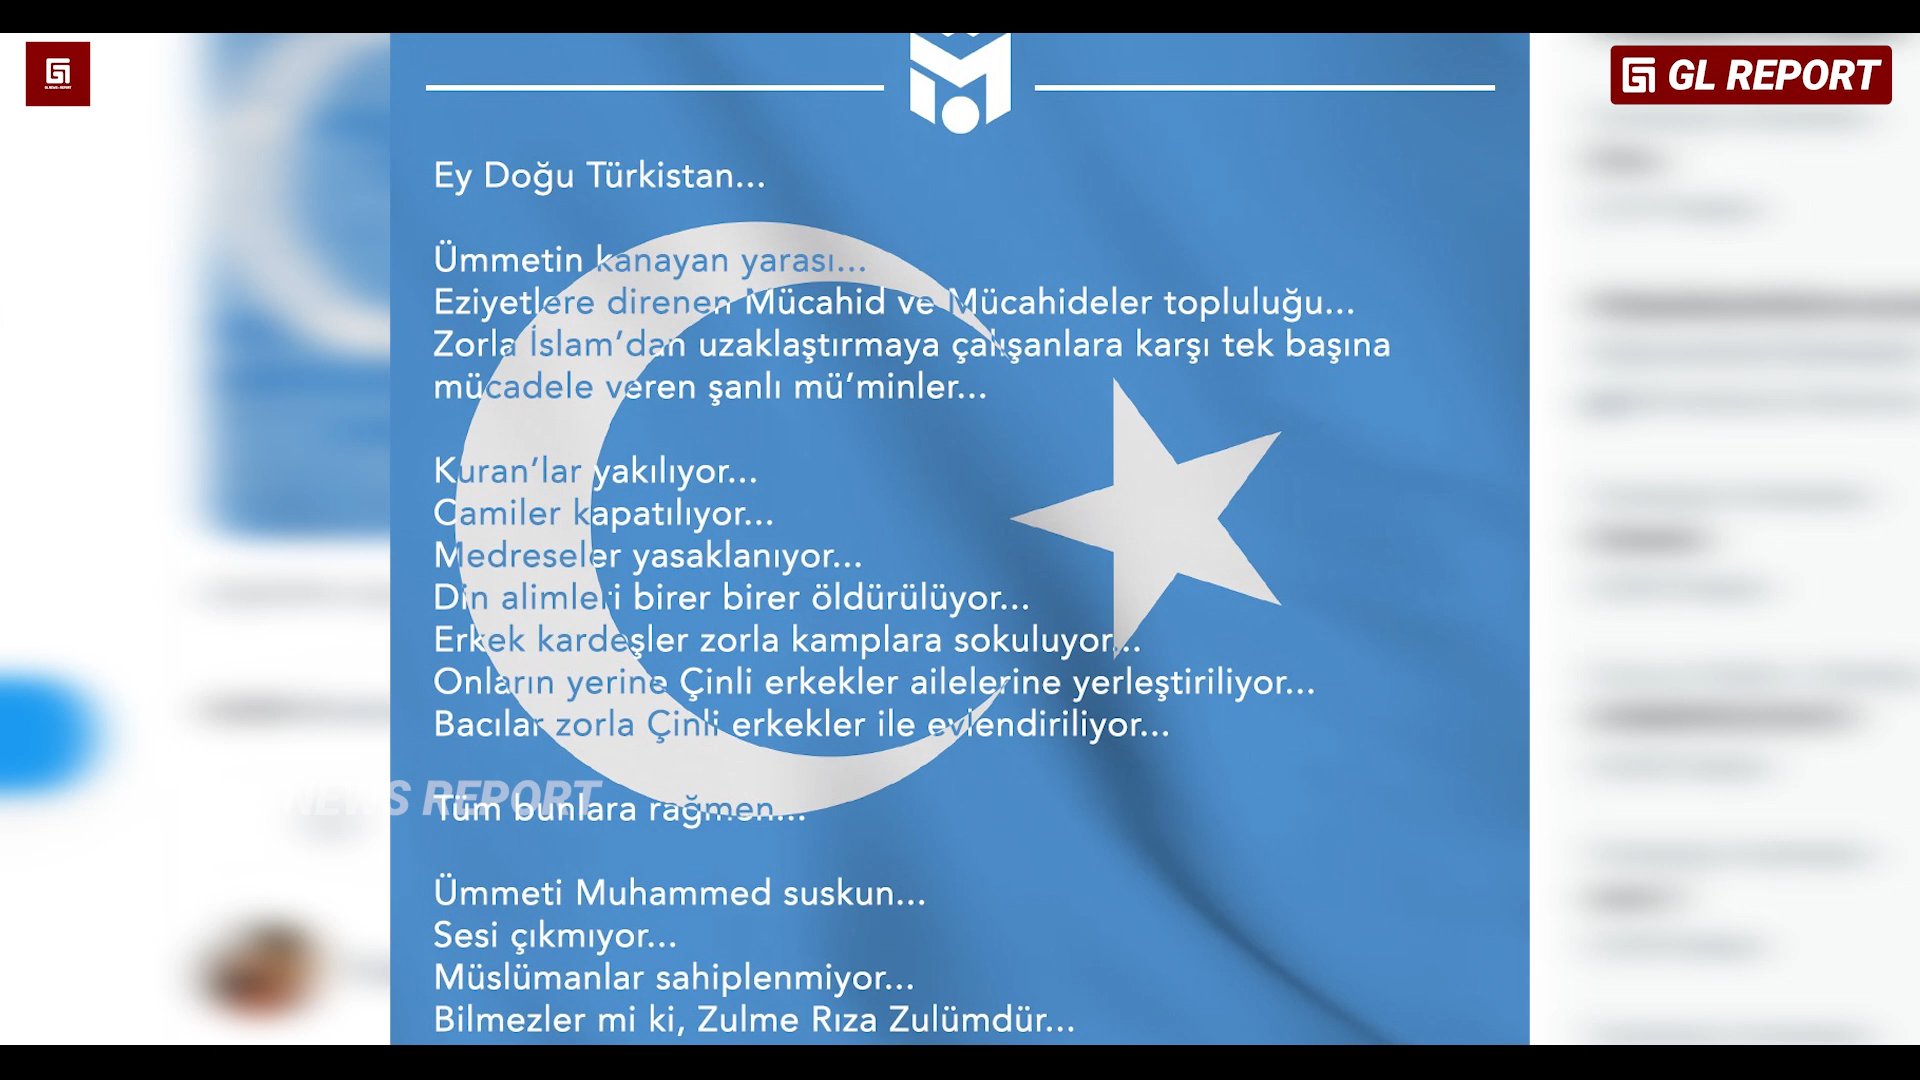 GL REPORT
Ey Doğu Türkistan...
Ümmetin kanayan yarası...
Eziyetlere direnen Mücahid ve Mücahideler topluluğu...
Zorla İslam’dan uzaklaştırmaya çalışanlara karşı tek başına
mücadele veren şanlı mü’minler...
Kuran’lar yakılıyor...
Camiler kapatılıyor...
Medreseler yasaklanıyor...
Din alimleri birer birer öldürülüyor...
Erkek kardeşler zorla kamplara sokuluyor...
Onların yerine Çinli erkekler ailelerine yerleştiriliyor...
Bacılar zorla Çinli erkekler ile evlendiriliyor...
NEWS REPORT
Tüm bunlara rağmen...
Ümmeti Muhammed suskun...
Sesi çıkmıyor...
Müslümanlar sahiplenmiyor...
Bilmezler mi ki, Zulme Rıza Zulümdür...